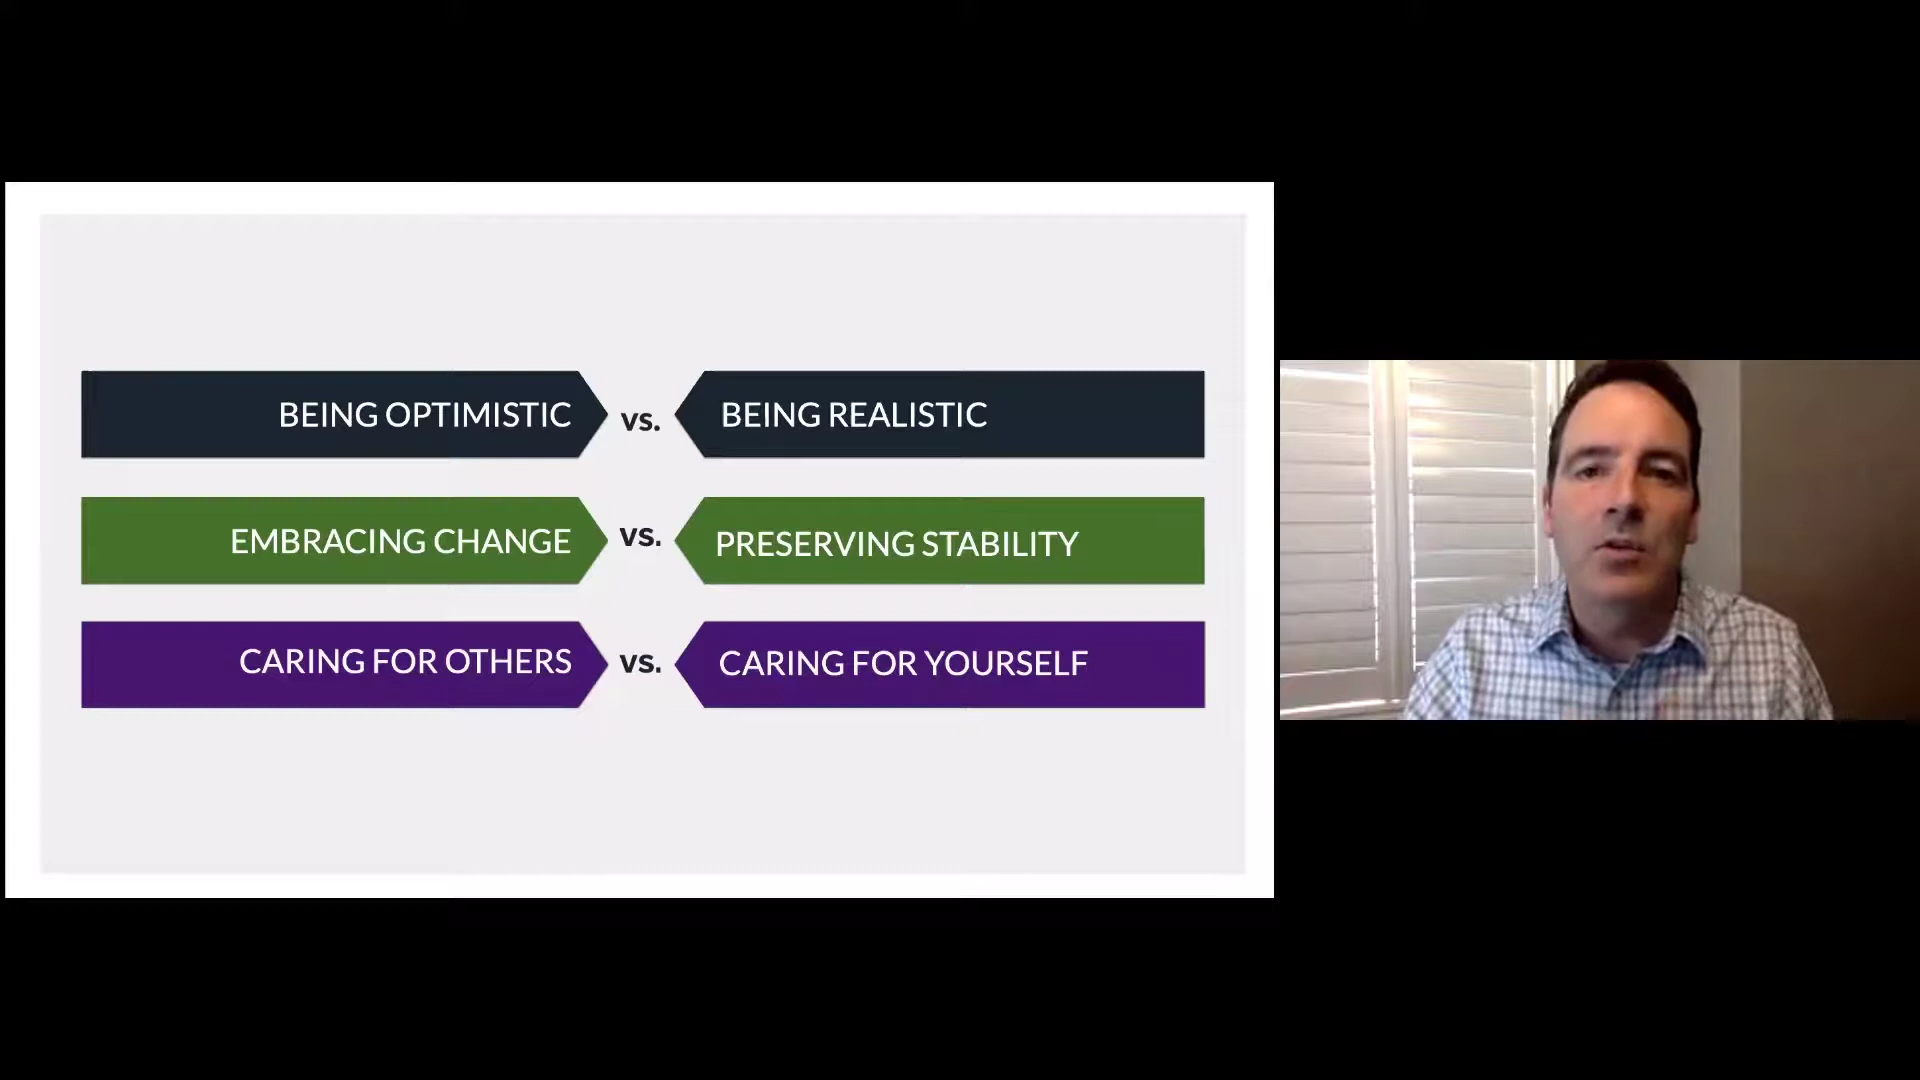 BEING OPTIMISTIC vs. BEING REALISTIC
EMBRACING CHANGE vs. PRESERVING STABILITY
CARING FOR OTHERS vs. CARING FOR YOURSELF